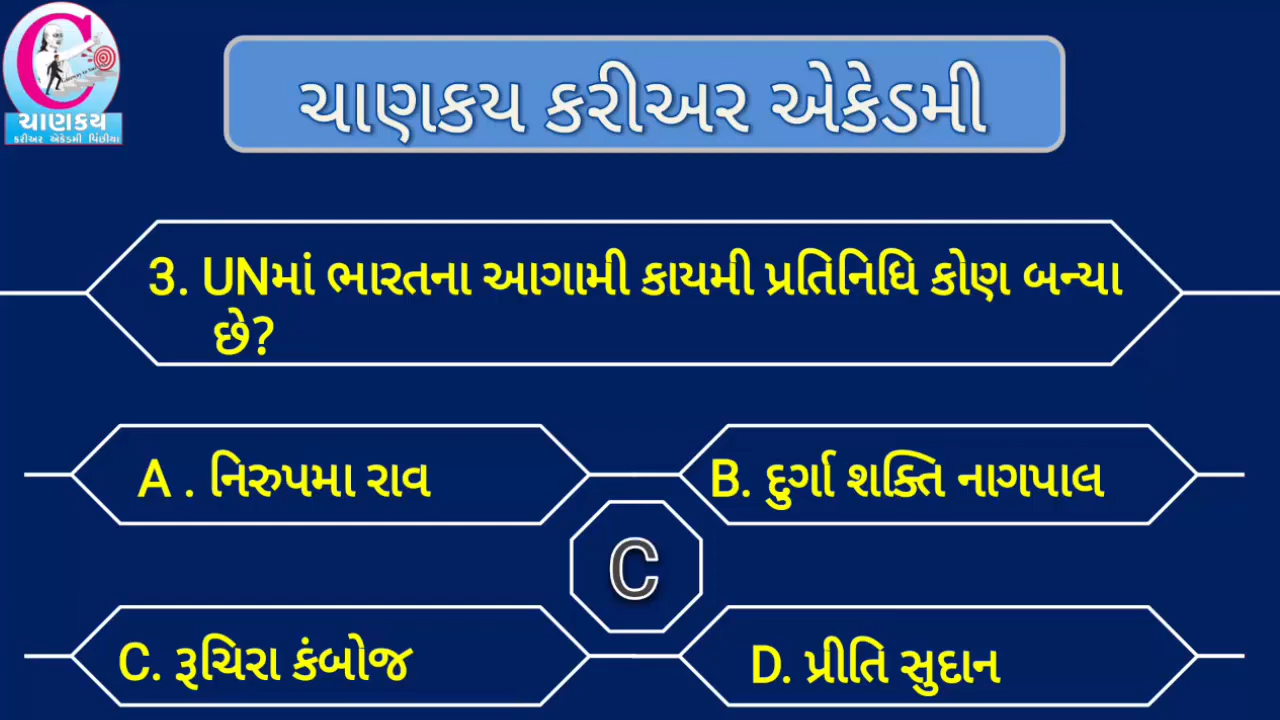 C
ચાણક્ય
કરીઅર એકેડમી પિંછીયા
ચાણકય કરીઅર એકેડમી
3. UNમાં ભારતના આગામી કાયમી પ્રતિનિધિ કોણ બન્યા
છે?
A . નિરુપમા રાવ
B. દુર્ગા શક્તિ નાગપાલ
C
C. રૂચિરા કંબોજ
D. પ્રીતિ સુદાન